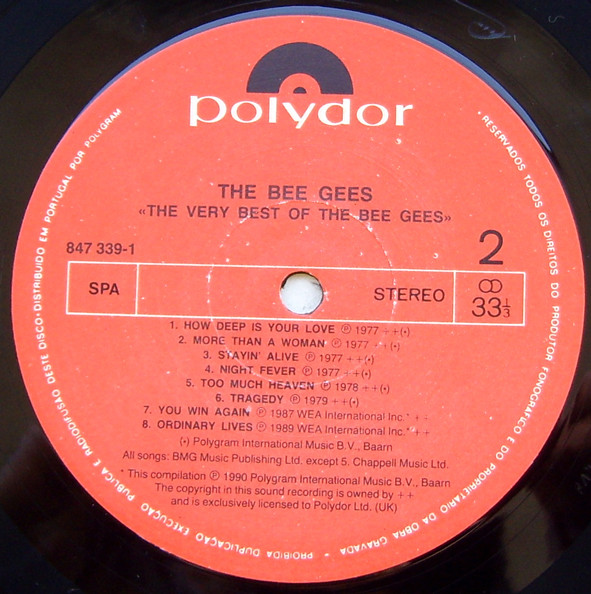 polydor
THE BEE GEES
«THE VERY BEST OF THE BEE GEES»
847 339-1
2
SPA
STEREO
33 1/3
1. HOW DEEP IS YOUR LOVE ℗ 1977 ++(•)
2. MORE THAN A WOMAN ℗ 1977 ++(•)
3. STAYIN' ALIVE ℗ 1977 ++(•)
4. NIGHT FEVER ℗ 1977 ++(•)
5. TOO MUCH HEAVEN ℗ 1978 ++(•)
6. TRAGEDY ℗ 1979 ++(•)
7. YOU WIN AGAIN ℗ 1987 WEA International Inc.* ++
8. ORDINARY LIVES ℗ 1989 WEA International Inc.* ++
(•) Polygram International Music B.V., Baarn
All songs: BMG Music Publishing Ltd. except 5. Chappell Music Ltd.
* This compilation ℗ 1990 Polygram International Music B.V., Baarn
The copyright in this sound recording is owned by ++
and is exclusively licensed to Polydor Ltd. (UK)
• RESERVADOS TODOS OS DIREITOS DO PRODUTOR FONOGRÁFICO E DO PROPRIETÁRIO DA OBRA GRAVADA - PROIBIDA DUPLICAÇÃO EXECUÇÃO PÚBLICA E RADIODIFUSÃO DESTE DISCO - DISTRIBUIDO EM PORTUGAL POR POLYGRAM